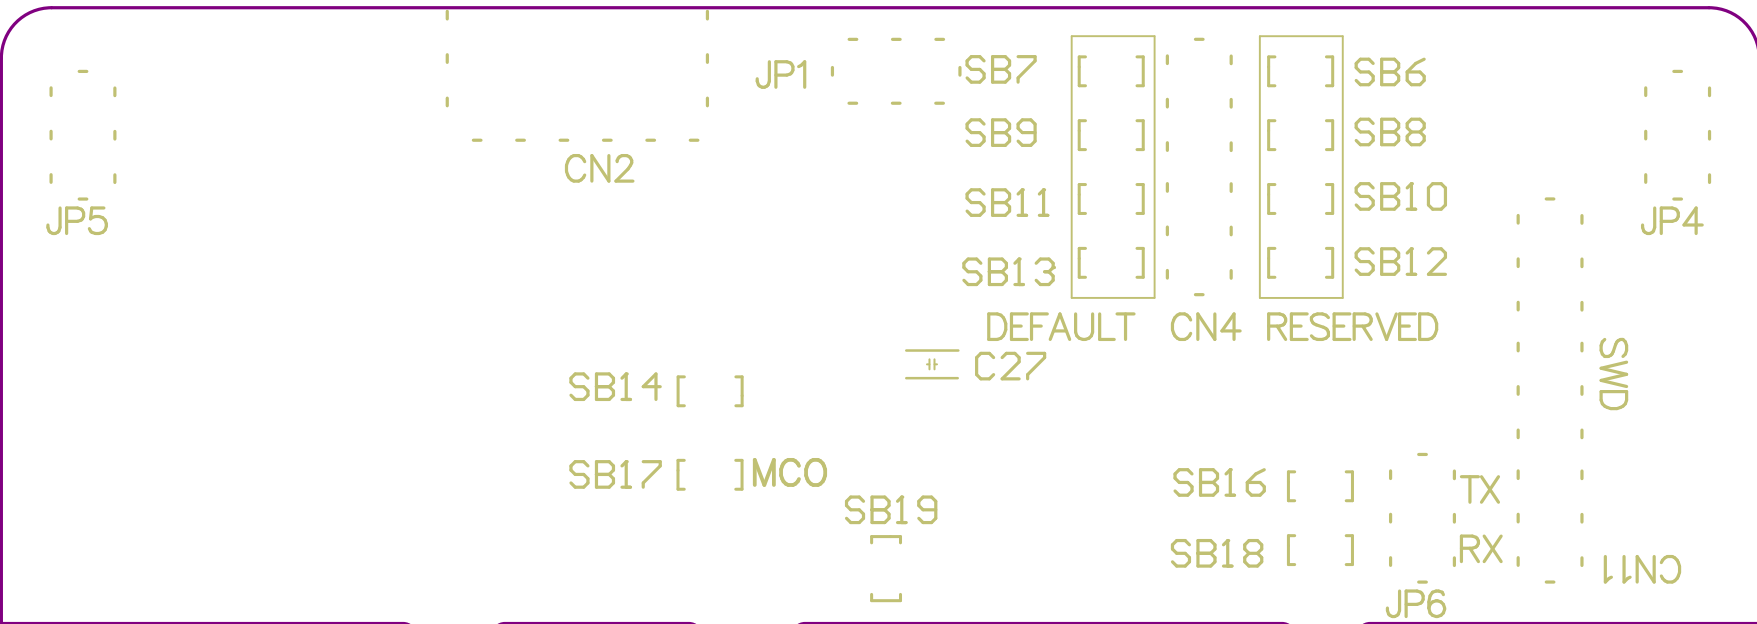 JP1
SB7
SB6
SB9
SB8
CN2
SB11
SB10
JP5
JP4
SB13
SB12
DEFAULT
CN4
RESERVED
C27
SWD
SB14
SB17
MCO
SB16
TX
SB19
SB18
RX
CN11
JP6